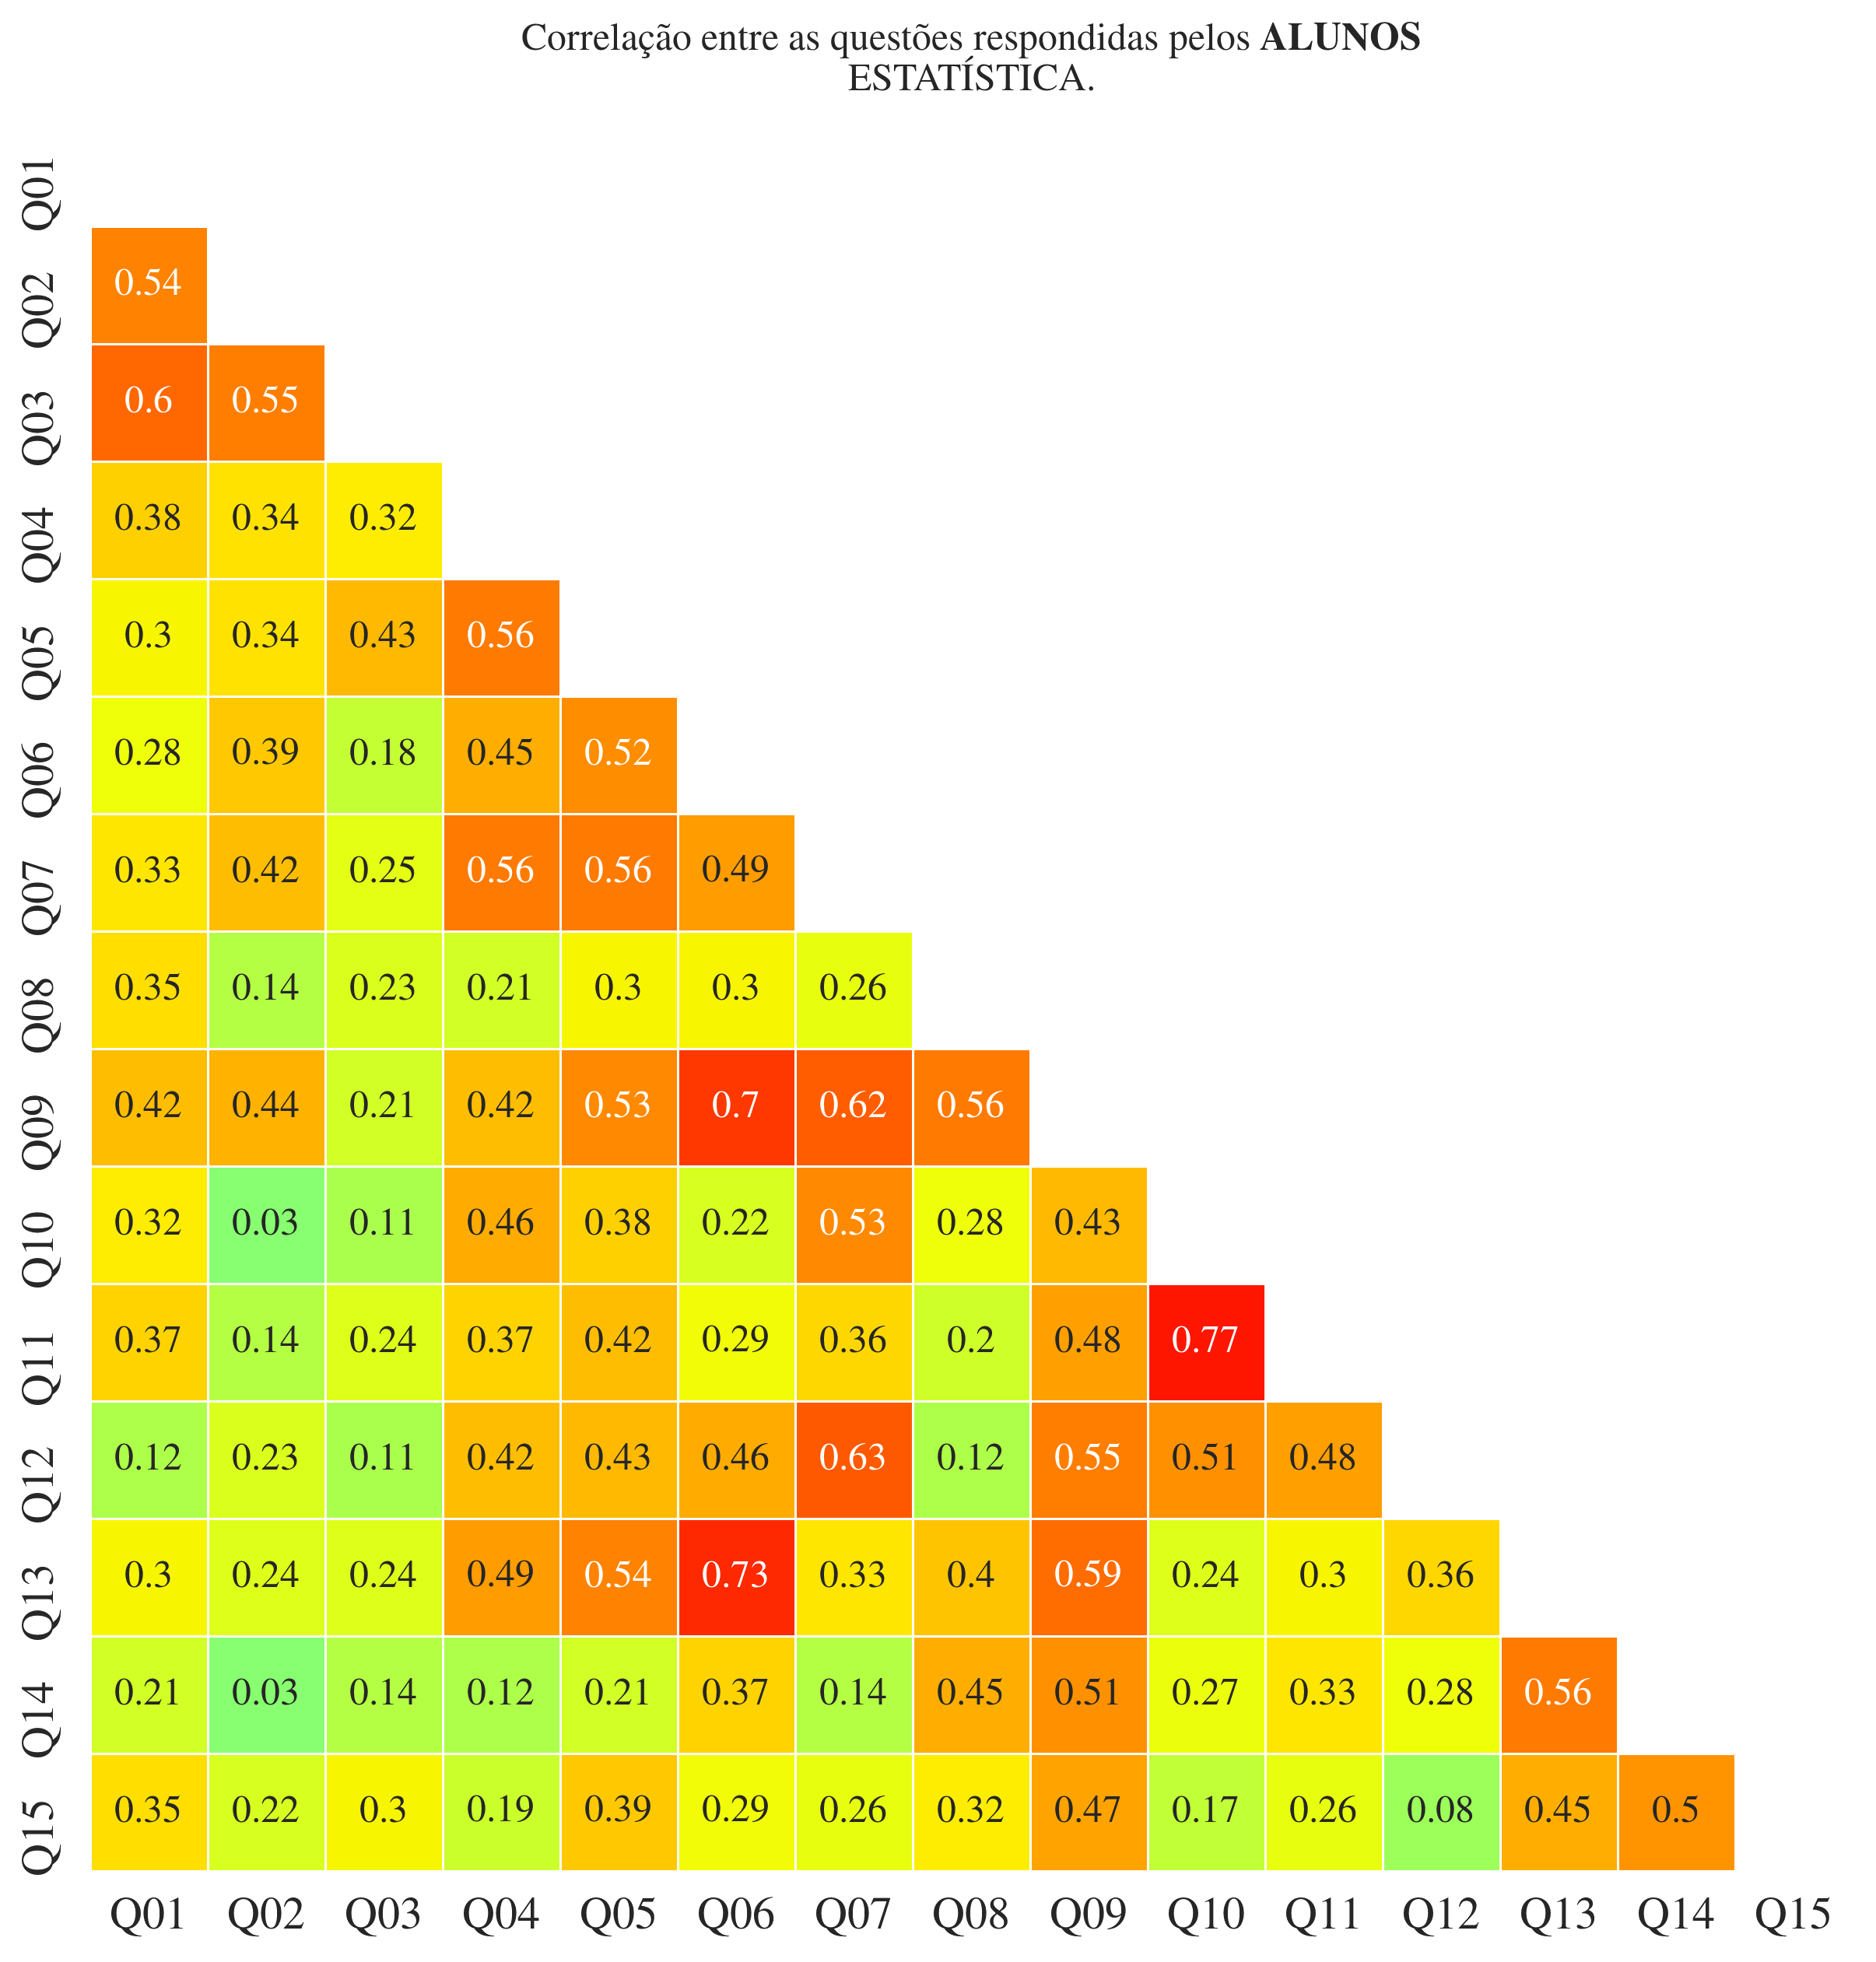 Correlação entre as questões respondidas pelos ALUNOS
ESTATÍSTICA.
Q01
Q02 0.54
Q03 0.6 0.55
Q04 0.38 0.34 0.32
Q05 0.3 0.34 0.43 0.56
Q06 0.28 0.39 0.18 0.45 0.52
Q07 0.33 0.42 0.25 0.56 0.56 0.49
Q08 0.35 0.14 0.23 0.21 0.3 0.3 0.26
Q09 0.42 0.44 0.21 0.42 0.53 0.7 0.62 0.56
Q10 0.32 0.03 0.11 0.46 0.38 0.22 0.53 0.28 0.43
Q11 0.37 0.14 0.24 0.37 0.42 0.29 0.36 0.2 0.48 0.77
Q12 0.12 0.23 0.11 0.42 0.43 0.46 0.63 0.12 0.55 0.51 0.48
Q13 0.3 0.24 0.24 0.49 0.54 0.73 0.33 0.4 0.59 0.24 0.3 0.36
Q14 0.21 0.03 0.14 0.12 0.21 0.37 0.14 0.45 0.51 0.27 0.33 0.28 0.56
Q15 0.35 0.22 0.3 0.19 0.39 0.29 0.26 0.32 0.47 0.17 0.26 0.08 0.45 0.5
Q01 Q02 Q03 Q04 Q05 Q06 Q07 Q08 Q09 Q10 Q11 Q12 Q13 Q14 Q15